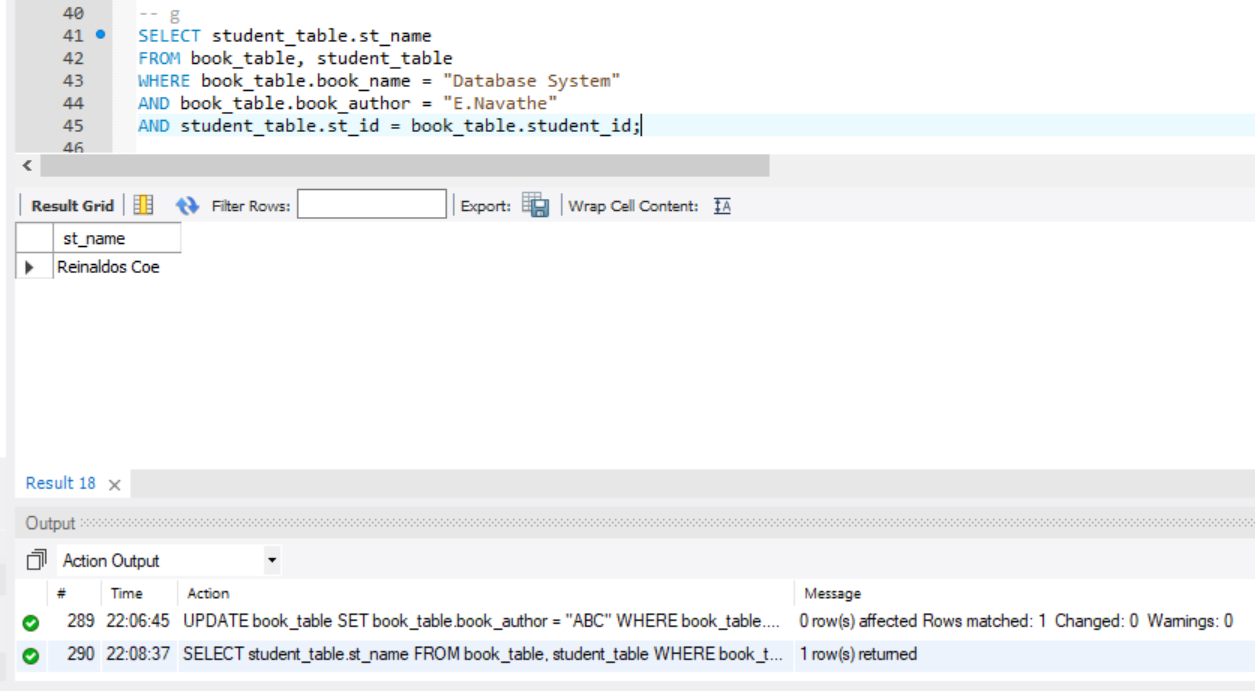 40 -- g
41 SELECT student_table.st_name
42 FROM book_table, student_table
43 WHERE book_table.book_name = "Database System"
44 AND book_table.book_author = "E.Navathe"
45 AND student_table.st_id = book_table.student_id;
46
Result Grid Filter Rows: Export: Wrap Cell Content: IA
st_name
Reinaldos Coe
Result 18 ×
Output
Action Output
# Time Action Message
289 22:06:45 UPDATE book_table SET book_table.book_author = "ABC" WHERE book_table.... 0 row(s) affected Rows matched: 1 Changed: 0 Warnings: 0
290 22:08:37 SELECT student_table.st_name FROM book_table, student_table WHERE book_t... 1 row(s) returned